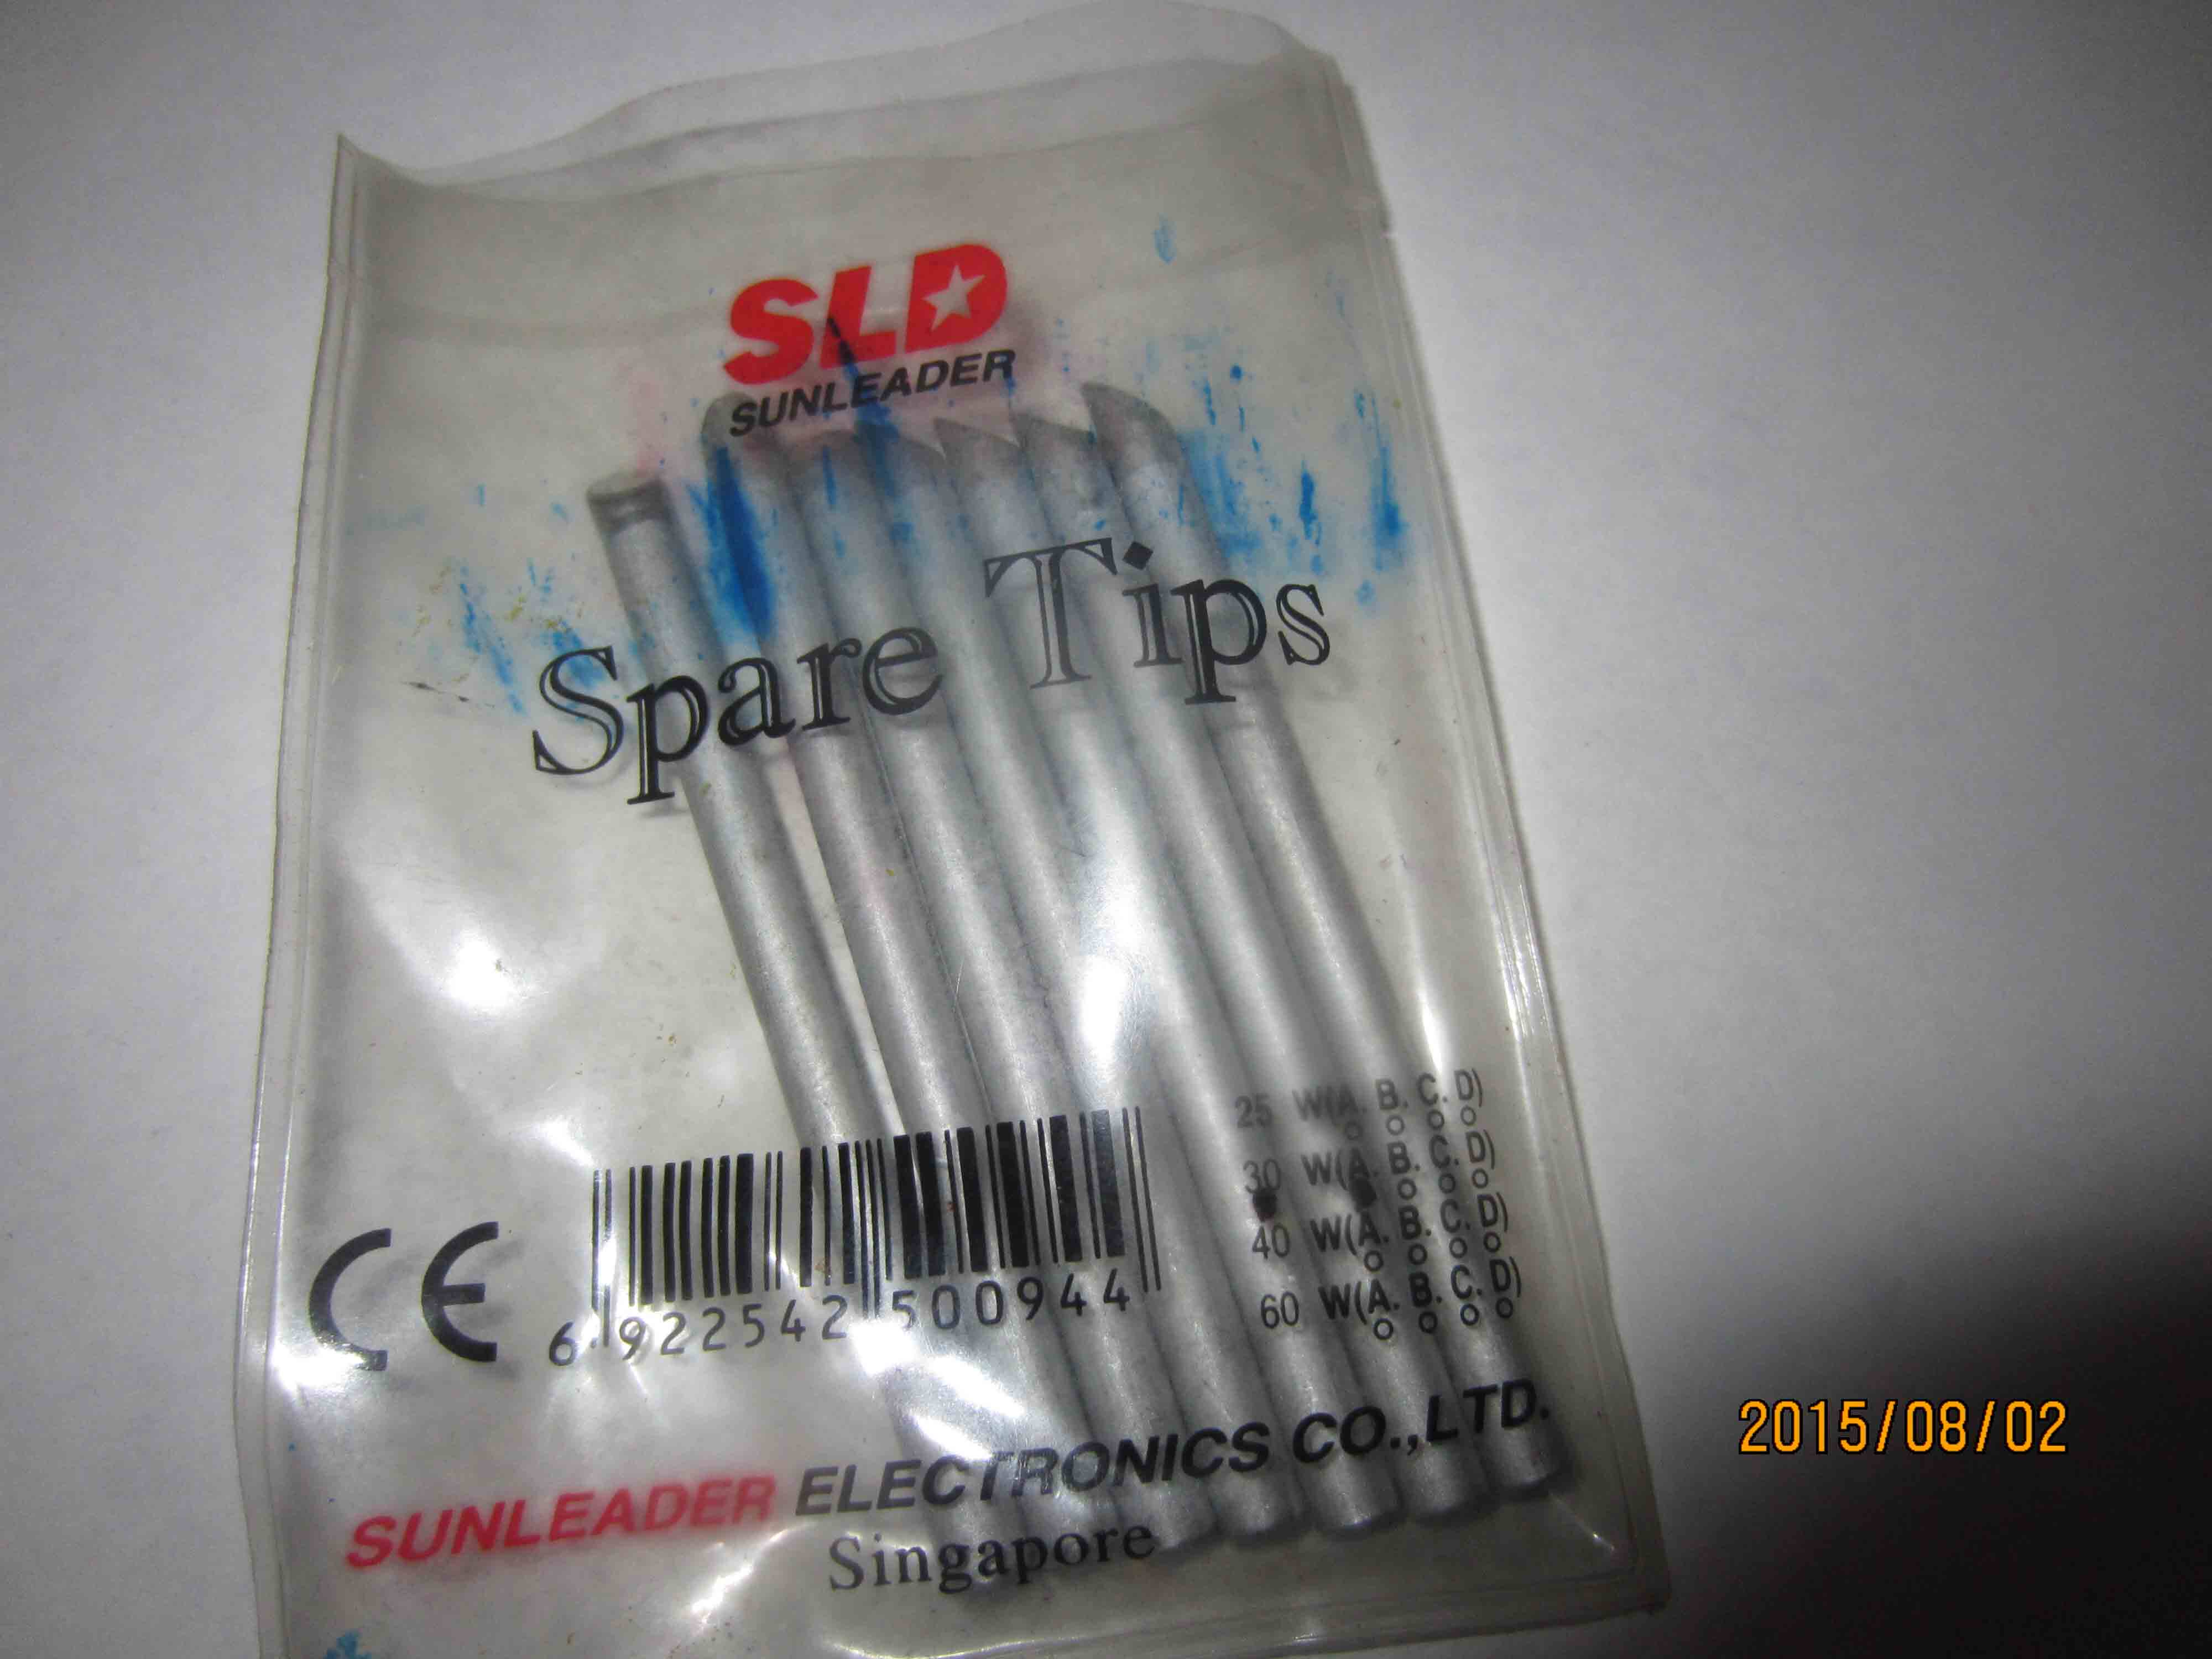 SLD
SUNLEADER
Spare Tips
25 W(A. B. C. D)
30 W(A. B. C. D)
40 W(A. B. C. D)
60 W(A. B. C. D)
CE
6 922542 500944
SUNLEADER ELECTRONICS CO.,LTD.
Singapore
2015/08/02